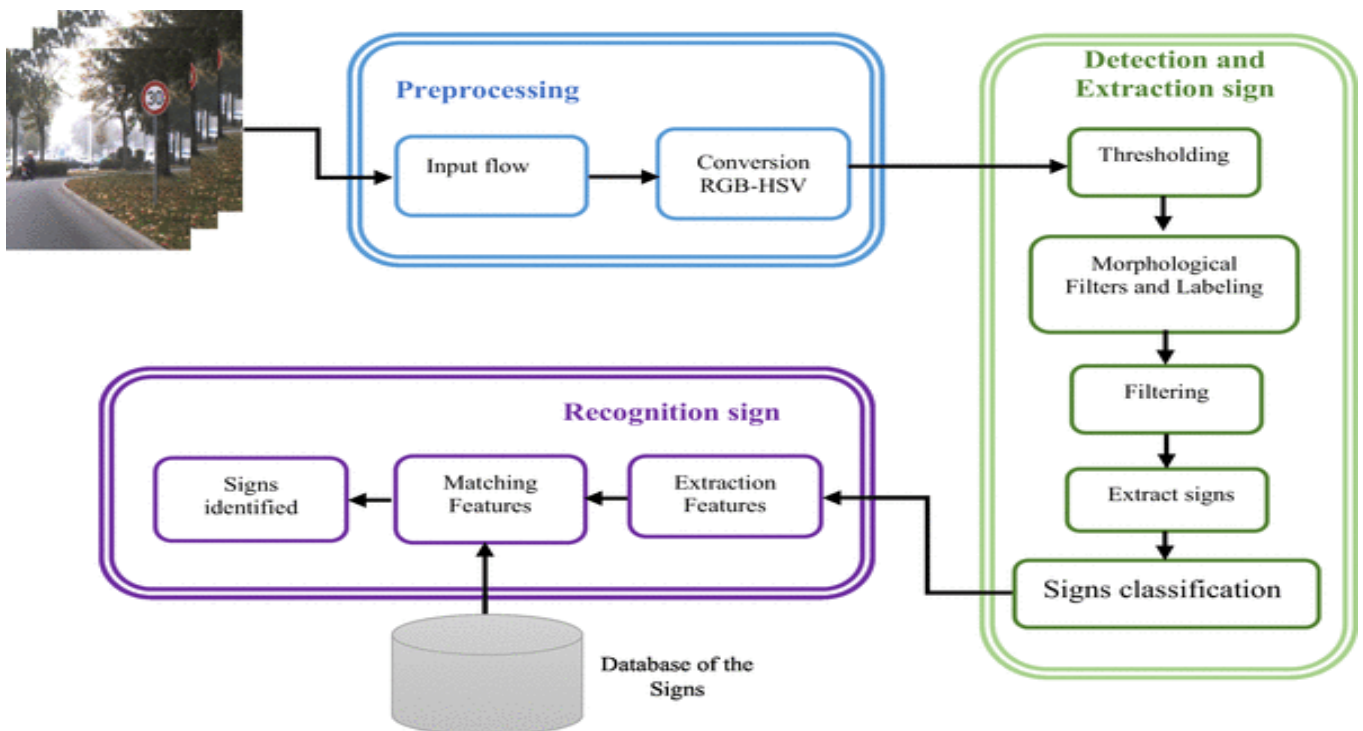 30
Preprocessing
Input flow
Conversion
RGB-HSV
Detection and
Extraction sign
Thresholding
Morphological
Filters and Labeling
Filtering
Extract signs
Signs classification
Recognition sign
Extraction
Features
Matching
Features
Signs
identified
Database of the
Signs